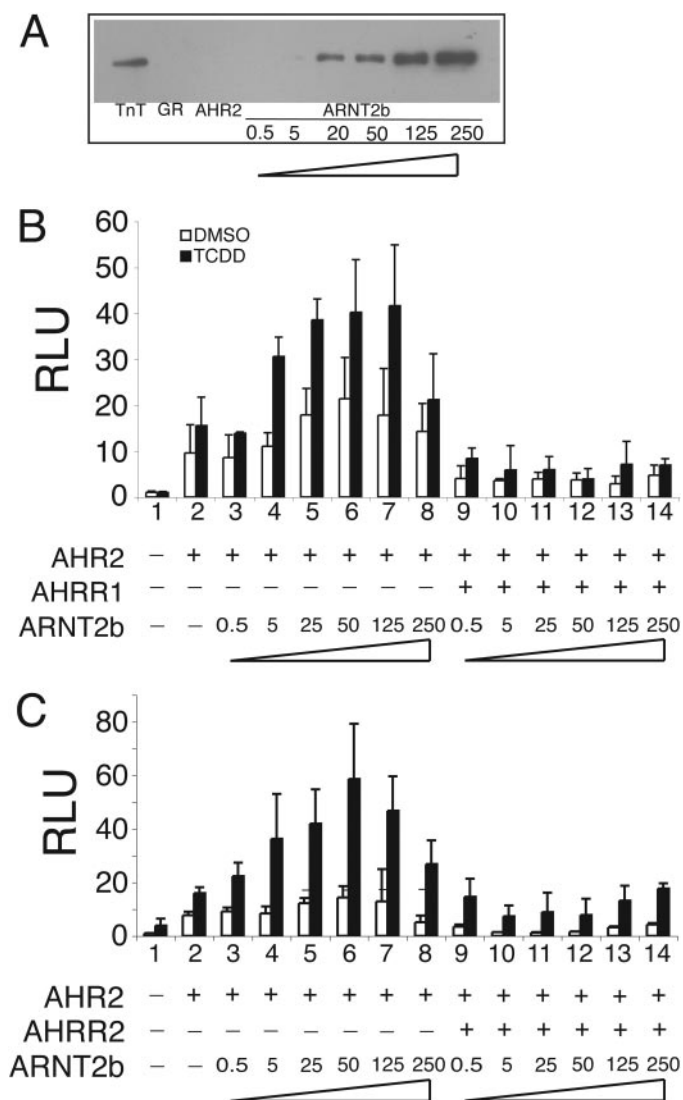 A
TnT GR AHR2 ARNT2b
0.5 5 20 50 125 250
B
60
50
40
30
20
10
0
RLU
DMSO
TCDD
1 2 3 4 5 6 7 8 9 10 11 12 13 14
AHR2 − + + + + + + + + + + + + +
AHRR1 − − − − − − − − + + + + + +
ARNT2b − − 0.5 5 25 50 125 250 0.5 5 25 50 125 250
C
80
60
40
20
0
RLU
1 2 3 4 5 6 7 8 9 10 11 12 13 14
AHR2 − + + + + + + + + + + + + +
AHRR2 − − − − − − − − + + + + + +
ARNT2b − − 0.5 5 25 50 125 250 0.5 5 25 50 125 250